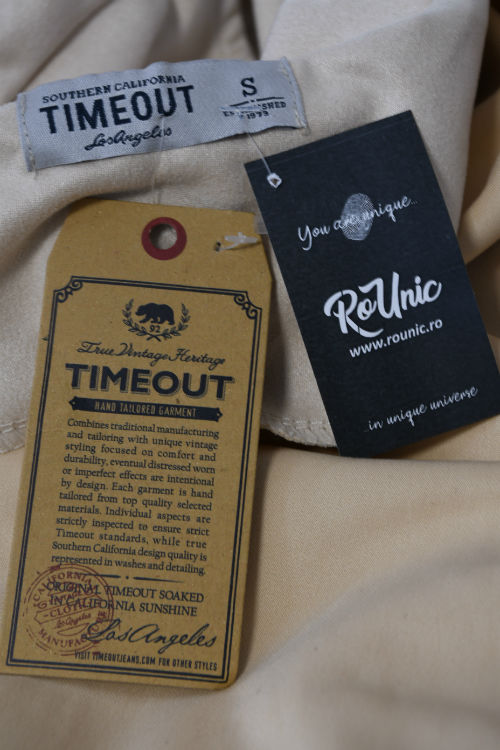 SOUTHERN CALIFORNIA
TIMEOUT
Los Angeles
S
ESTABLISHED
You are unique...
RoUnic
www.rounic.ro
...in unique universe
92
True Vintage Heritage
TIMEOUT
HAND TAILORED GARMENT
Combines traditional manufacturing
and tailoring with unique vintage
styling focused on comfort and
durability, eventual distressed worn
or imperfect effects are intentional
by design. Each garment is hand
tailored from top quality selected
materials. Individual aspects are
strictly inspected to ensure strict
Timeout standards, while true
Southern California design quality is
represented in washes and detailing.
ORIGINAL TIMEOUT SOAKED
IN CALIFORNIA SUNSHINE
Los Angeles
VISIT TIMEOUTJEANS.COM FOR OTHER STYLES
CALIFORNIA